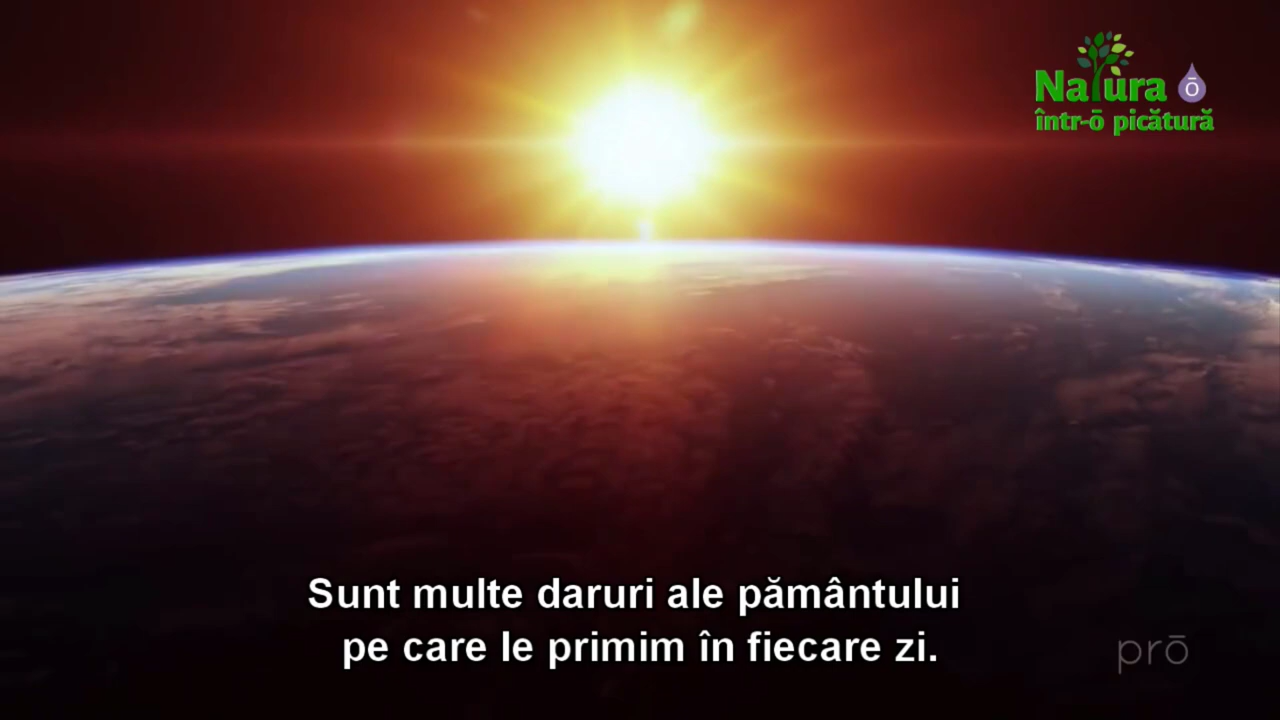 Natura ō
într-ō picătură
Sunt multe daruri ale pământului
pe care le primim în fiecare zi.
prō